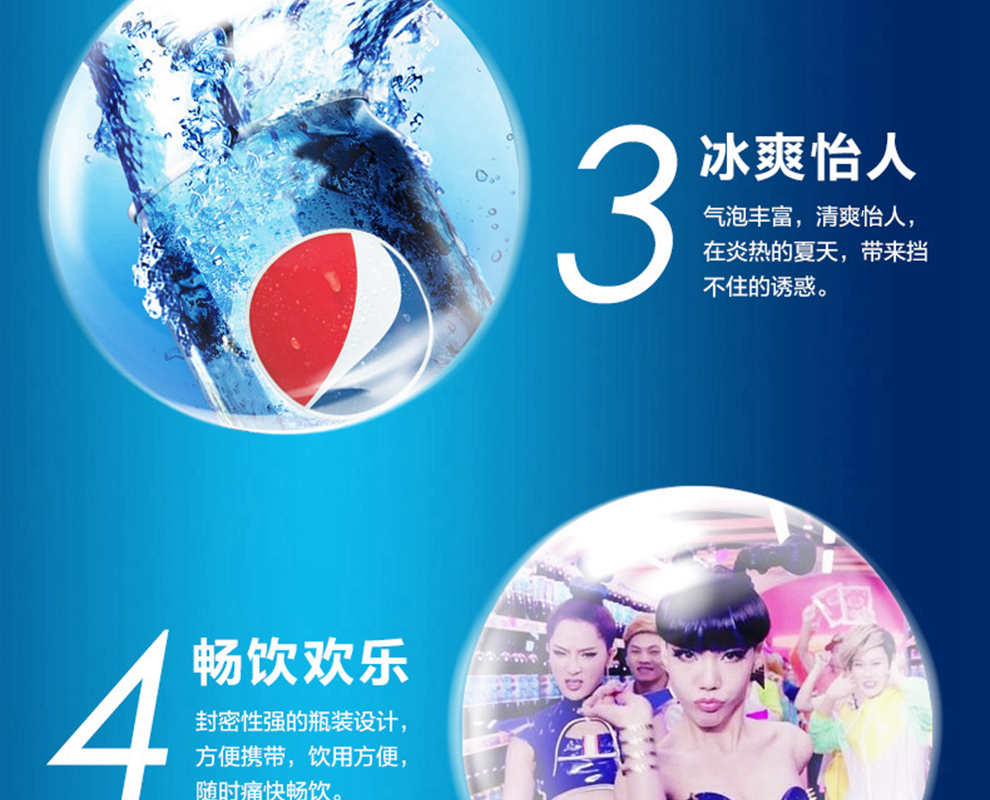 3
冰爽怡人
气泡丰富，清爽怡人，
在炎热的夏天，带来挡
不住的诱惑。
4
畅饮欢乐
封密性强的瓶装设计，
方便携带，饮用方便，
随时痛快畅饮。